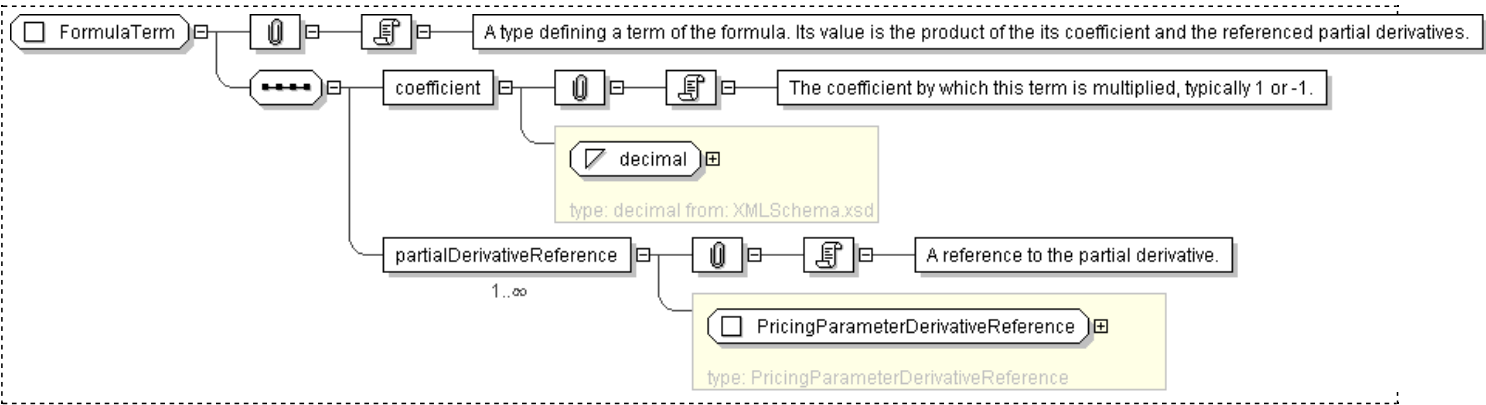 FormulaTerm
A type defining a term of the formula. Its value is the product of the its coefficient and the referenced partial derivatives.
coefficient
The coefficient by which this term is multiplied, typically 1 or -1.
decimal
type: decimal from: XMLSchema.xsd
partialDerivativeReference
A reference to the partial derivative.
1..∞
PricingParameterDerivativeReference
type: PricingParameterDerivativeReference